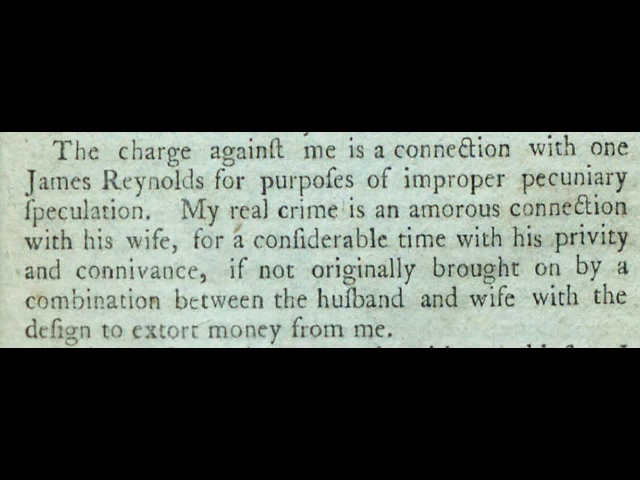 The charge againſt me is a connection with one
James Reynolds for purpoſes of improper pecuniary
ſpeculation. My real crime is an amorous connection
with his wife, for a conſiderable time with his privity
and connivance, if not originally brought on by a
combination between the huſband and wife with the
deſign to extort money from me.